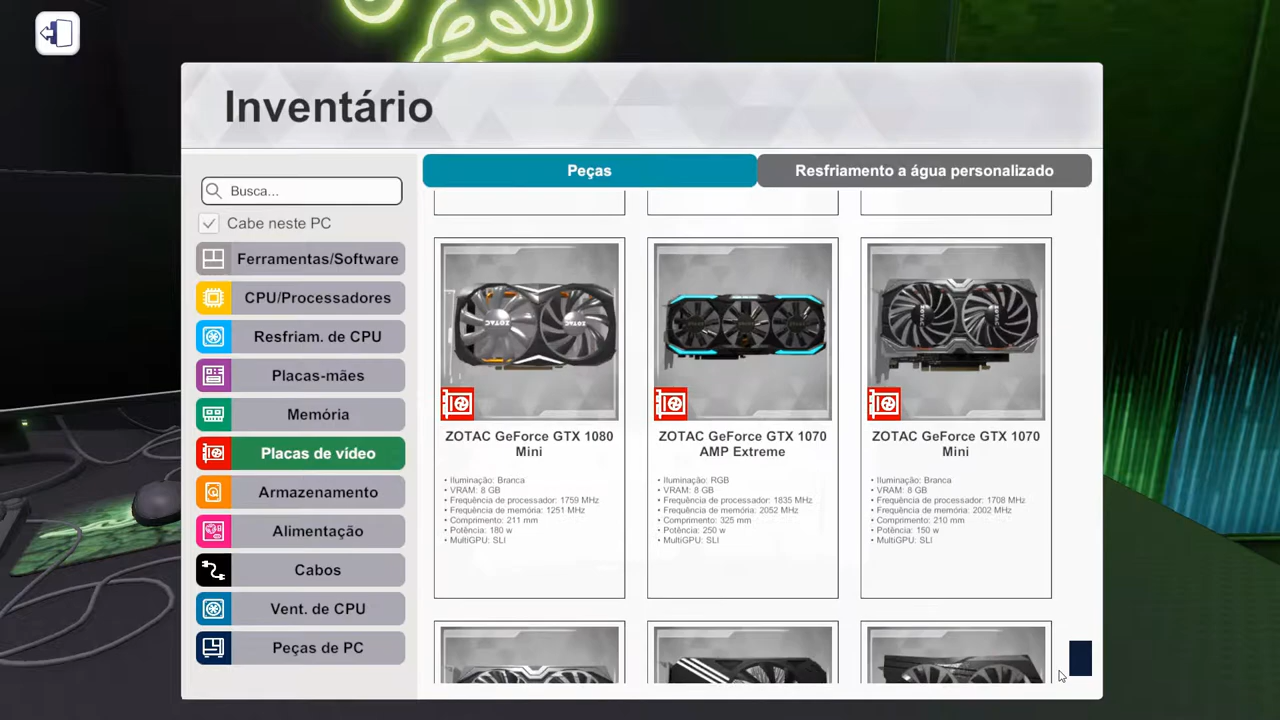 Inventário
Busca...
Cabe neste PC
Ferramentas/Software
CPU/Processadores
Resfriam. de CPU
Placas-mães
Memória
Placas de vídeo
Armazenamento
Alimentação
Cabos
Vent. de CPU
Peças de PC
Peças
Resfriamento a água personalizado
ZOTAC
ZOTAC
ZOTAC GeForce GTX 1080
Mini
• Iluminação: Branca
• VRAM: 8 GB
• Frequência de processador: 1759 MHz
• Frequência de memória: 1251 MHz
• Comprimento: 211 mm
• Potência: 180 w
• MultiGPU: SLI
ZOTAC GeForce GTX 1070
AMP Extreme
• Iluminação: RGB
• VRAM: 8 GB
• Frequência de processador: 1835 MHz
• Frequência de memória: 2052 MHz
• Comprimento: 325 mm
• Potência: 250 w
• MultiGPU: SLI
ZOTAC
ZOTAC
ZOTAC GeForce GTX 1070
Mini
• Iluminação: Branca
• VRAM: 8 GB
• Frequência de processador: 1708 MHz
• Frequência de memória: 2002 MHz
• Comprimento: 210 mm
• Potência: 150 w
• MultiGPU: SLI